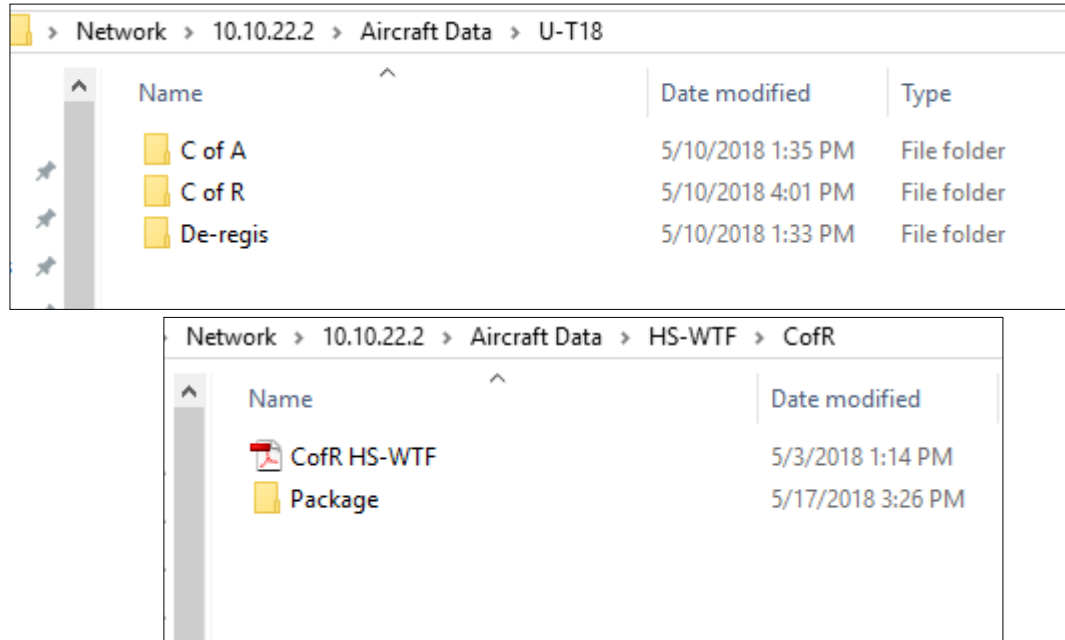 Network > 10.10.22.2 > Aircraft Data > U-T18
Name Date modified Type
C of A 5/10/2018 1:35 PM File folder
C of R 5/10/2018 4:01 PM File folder
De-regis 5/10/2018 1:33 PM File folder
Network > 10.10.22.2 > Aircraft Data > HS-WTF > CofR
Name Date modified
CofR HS-WTF 5/3/2018 1:14 PM
Package 5/17/2018 3:26 PM